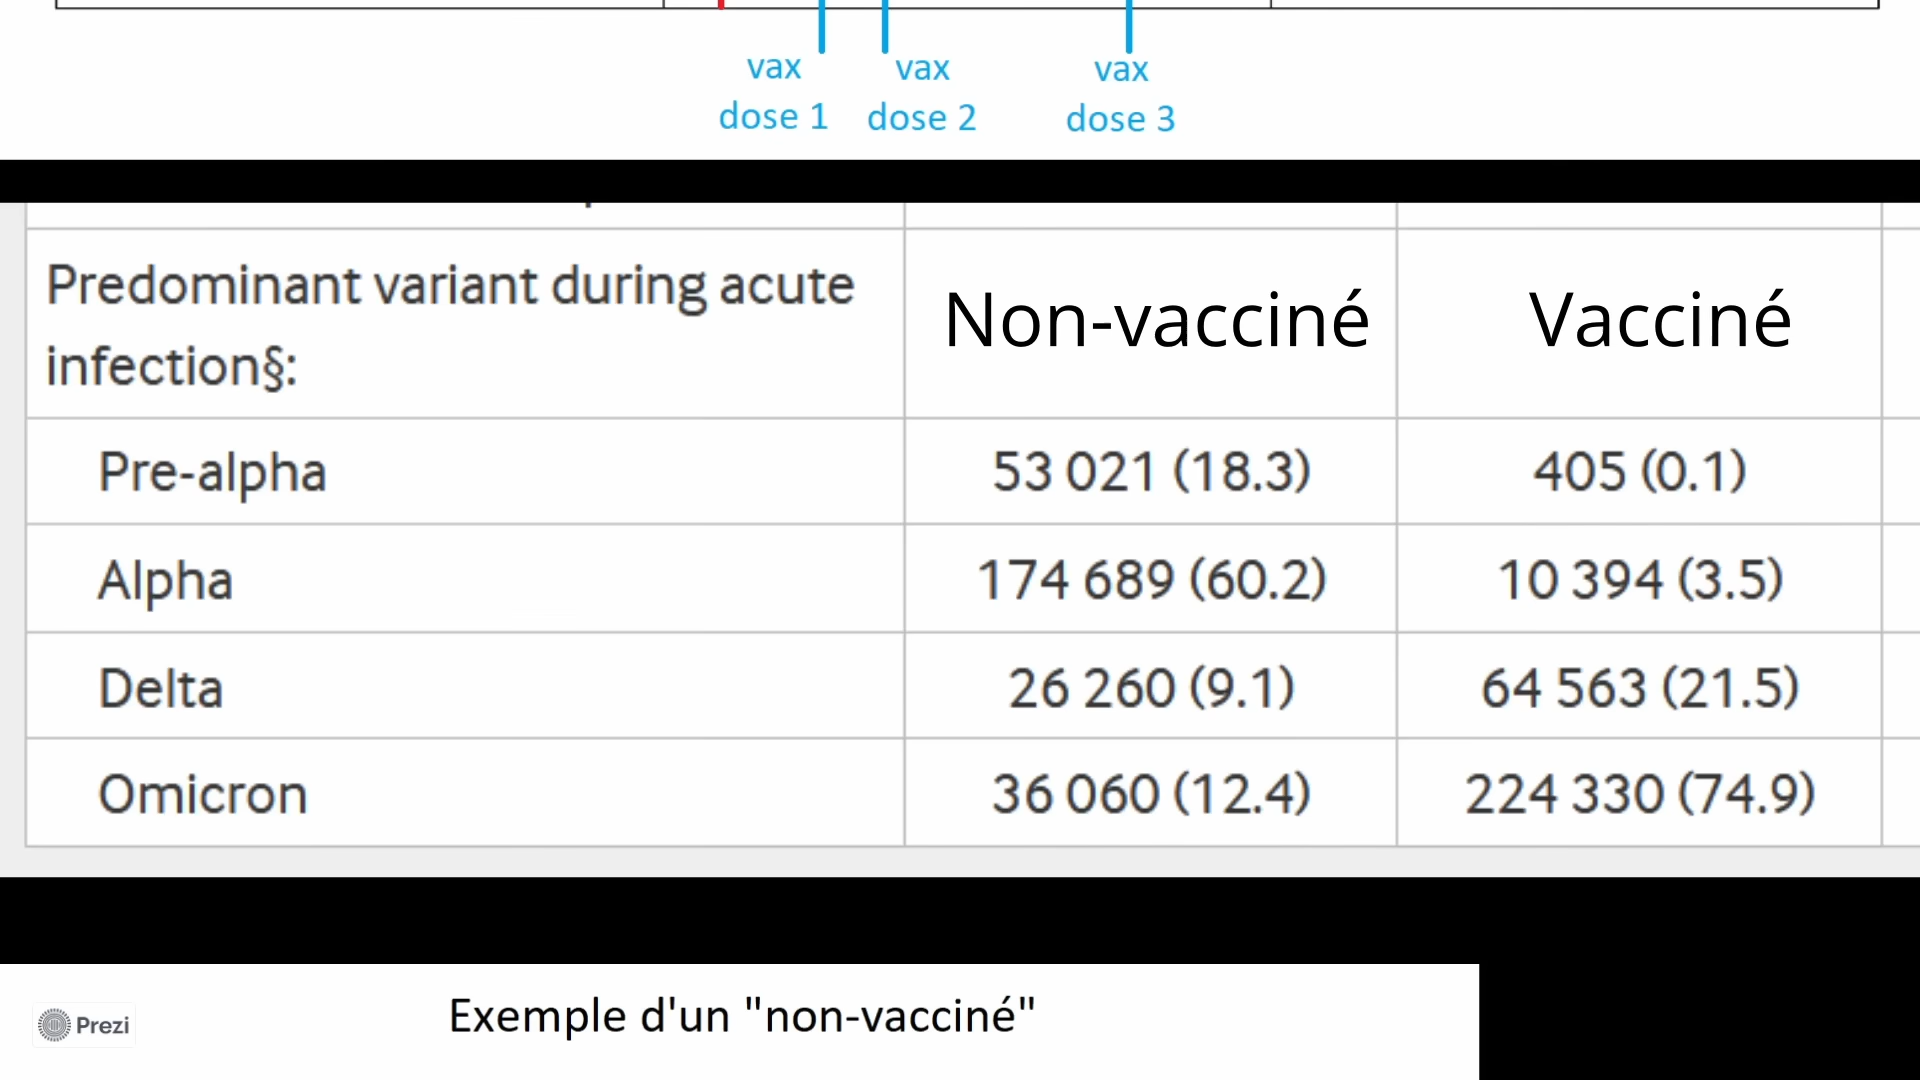 vax vax vax
dose 1 dose 2 dose 3
Predominant variant during acute infection§: Non-vacciné Vacciné
Pre-alpha 53 021 (18.3) 405 (0.1)
Alpha 174 689 (60.2) 10 394 (3.5)
Delta 26 260 (9.1) 64 563 (21.5)
Omicron 36 060 (12.4) 224 330 (74.9)
Exemple d'un "non-vacciné"
Prezi